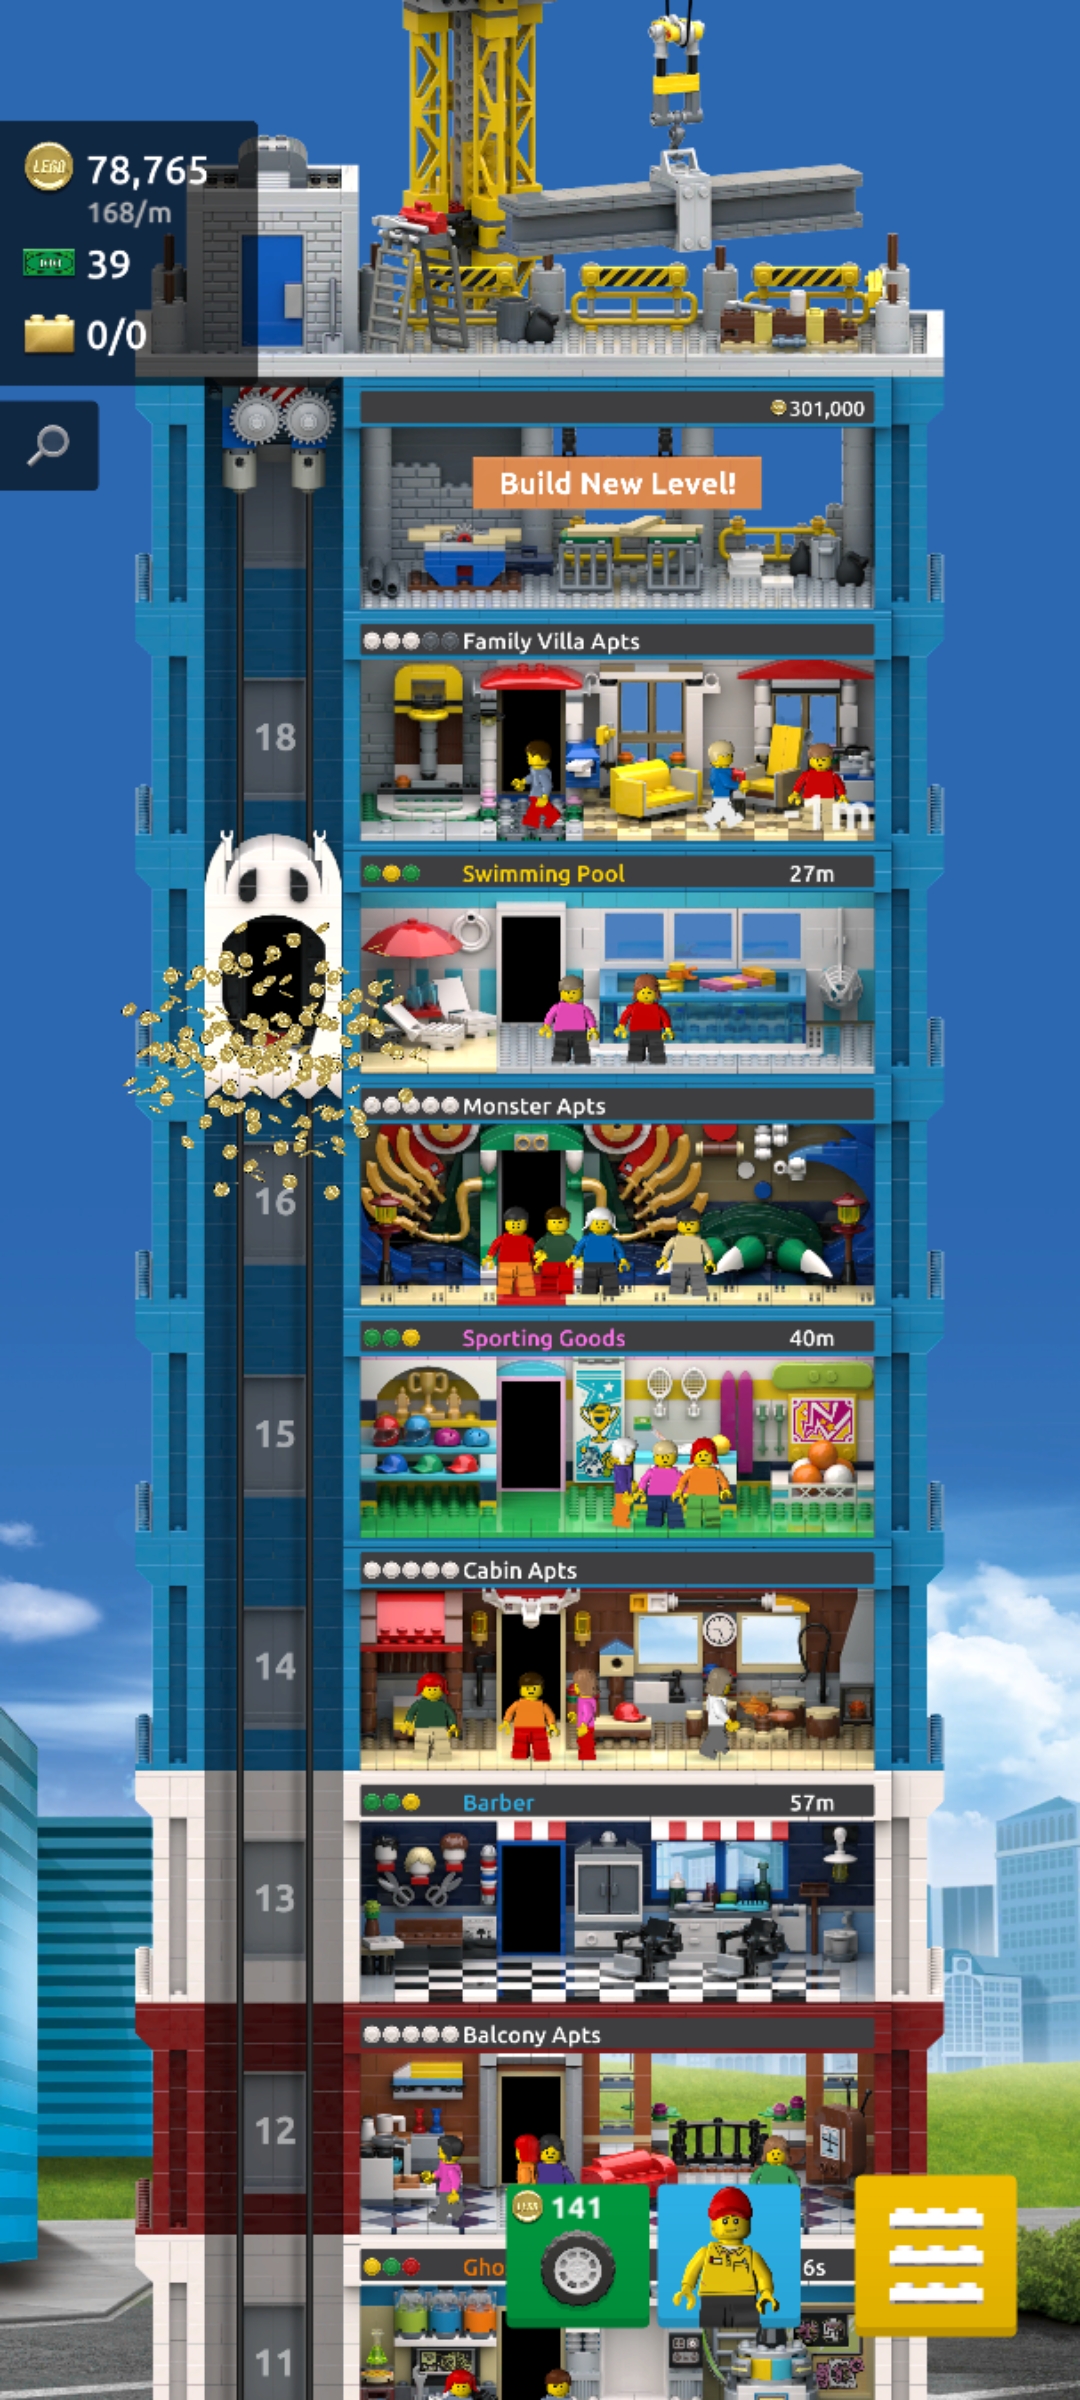 LEGO 78,765
168/m
39
0/0
301,000
Build New Level!
Family Villa Apts
18
-1m
Swimming Pool 27m
Monster Apts
16
Sporting Goods 40m
15
Cabin Apts
14
Barber 57m
13
Balcony Apts
12
141
Gho 6s
11